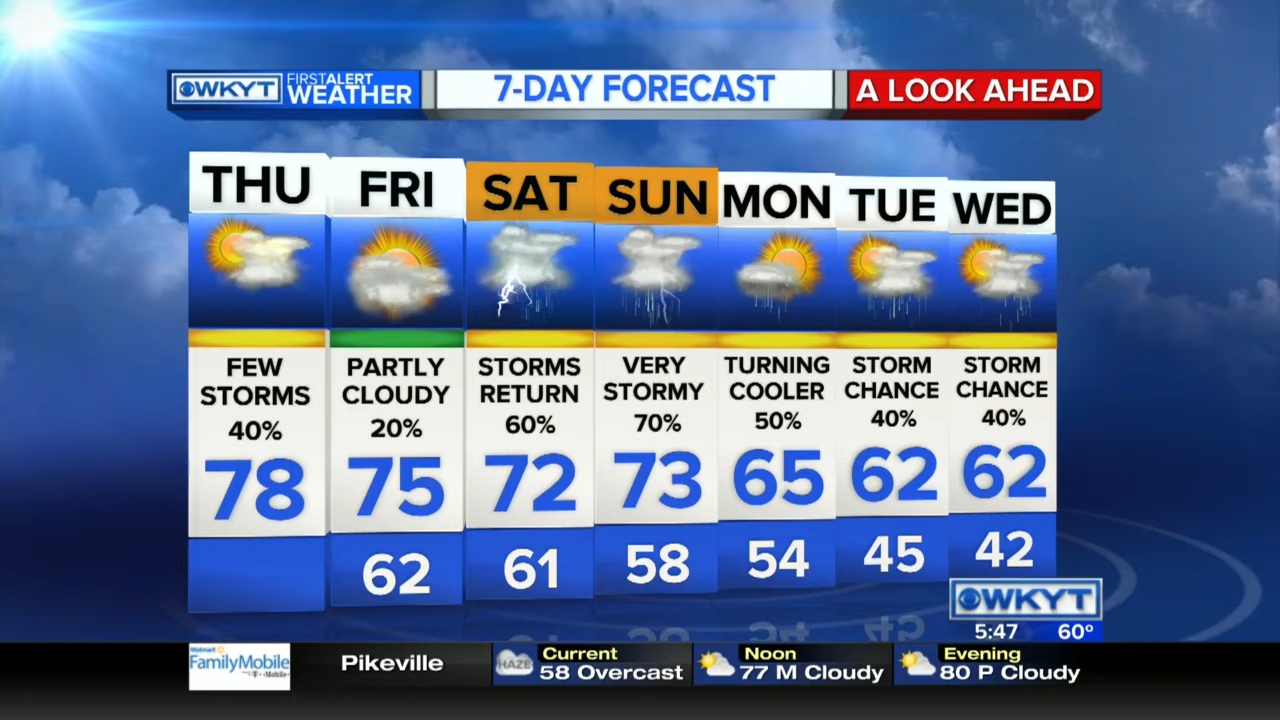 WKYT
FIRSTALERT
WEATHER
7-DAY FORECAST
A LOOK AHEAD
THU
FRI
SAT
SUN
MON
TUE
WED
FEW
STORMS
40%
78
PARTLY
CLOUDY
20%
75
62
STORMS
RETURN
60%
72
61
VERY
STORMY
70%
73
58
TURNING
COOLER
50%
65
54
STORM
CHANCE
40%
62
45
STORM
CHANCE
40%
62
42
WKYT
5:47 60°
Walmart
FamilyMobile
T-Mobile
Pikeville
HAZE
Current
58 Overcast
Noon
77 M Cloudy
Evening
80 P Cloudy